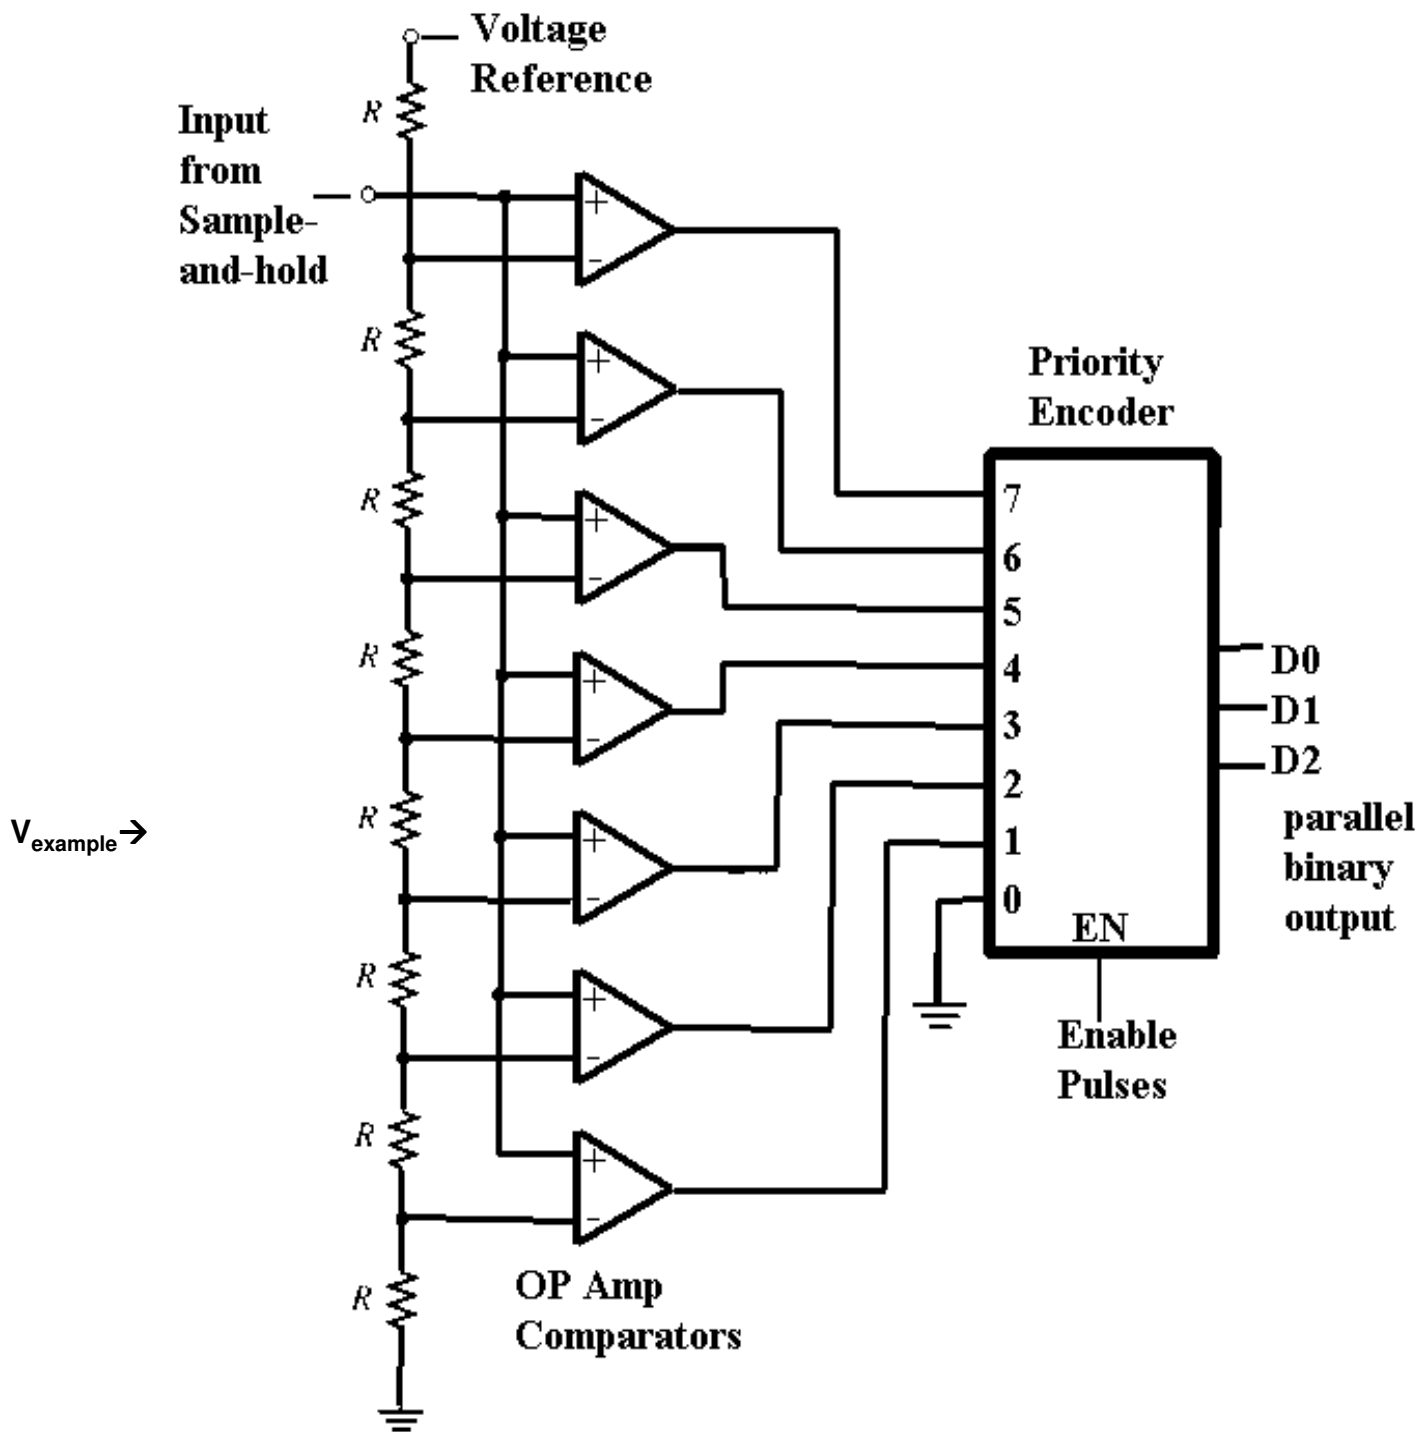 Voltage
Reference
R
Input
from
Sample-
and-hold
+
-
R
+
-
R
+
-
R
+
-
R
+
-
R
+
-
R
+
-
R
OP Amp
Comparators
Priority
Encoder
7
6
5
4
3
2
1
0
EN
Enable
Pulses
D0
D1
D2
parallel
binary
output
Vexample→